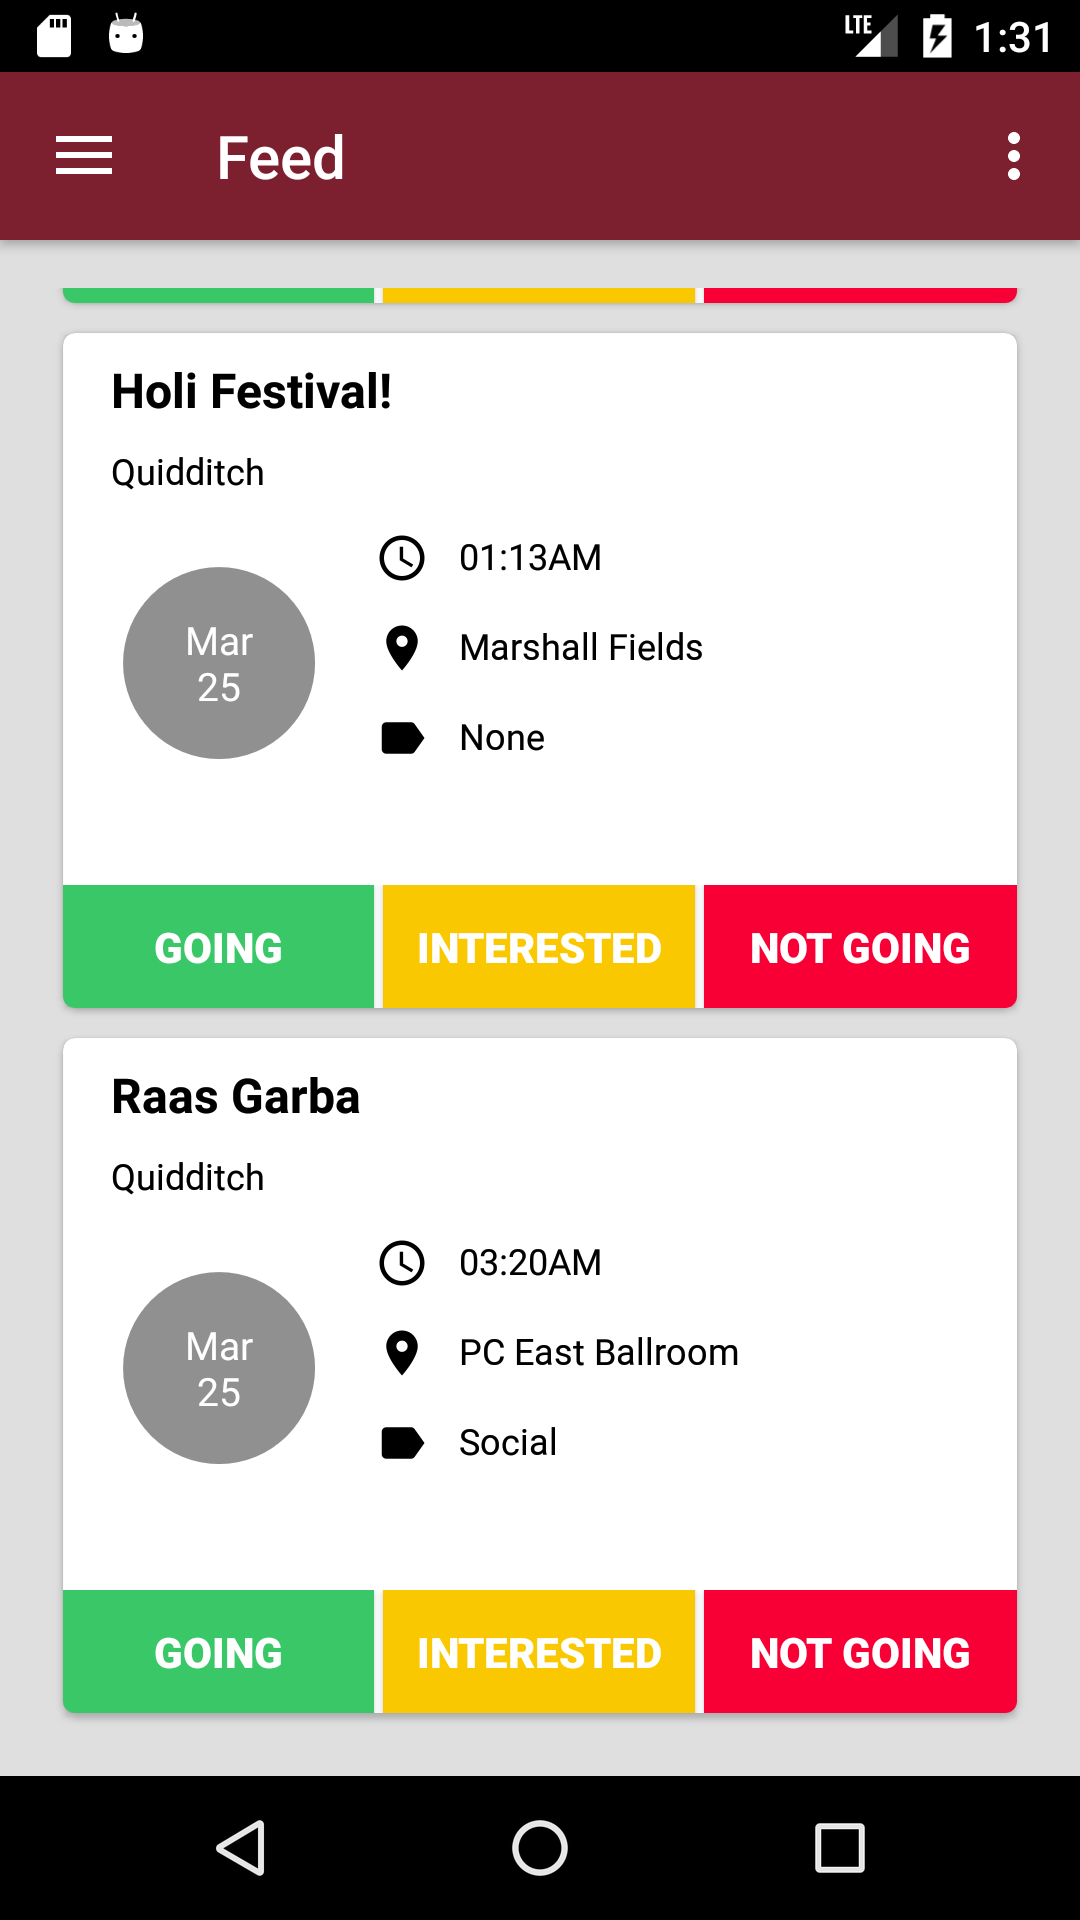 LTE 1:31
Feed
Holi Festival!
Quidditch
01:13AM
Mar
25
Marshall Fields
None
GOING INTERESTED NOT GOING
Raas Garba
Quidditch
03:20AM
Mar
25
PC East Ballroom
Social
GOING INTERESTED NOT GOING